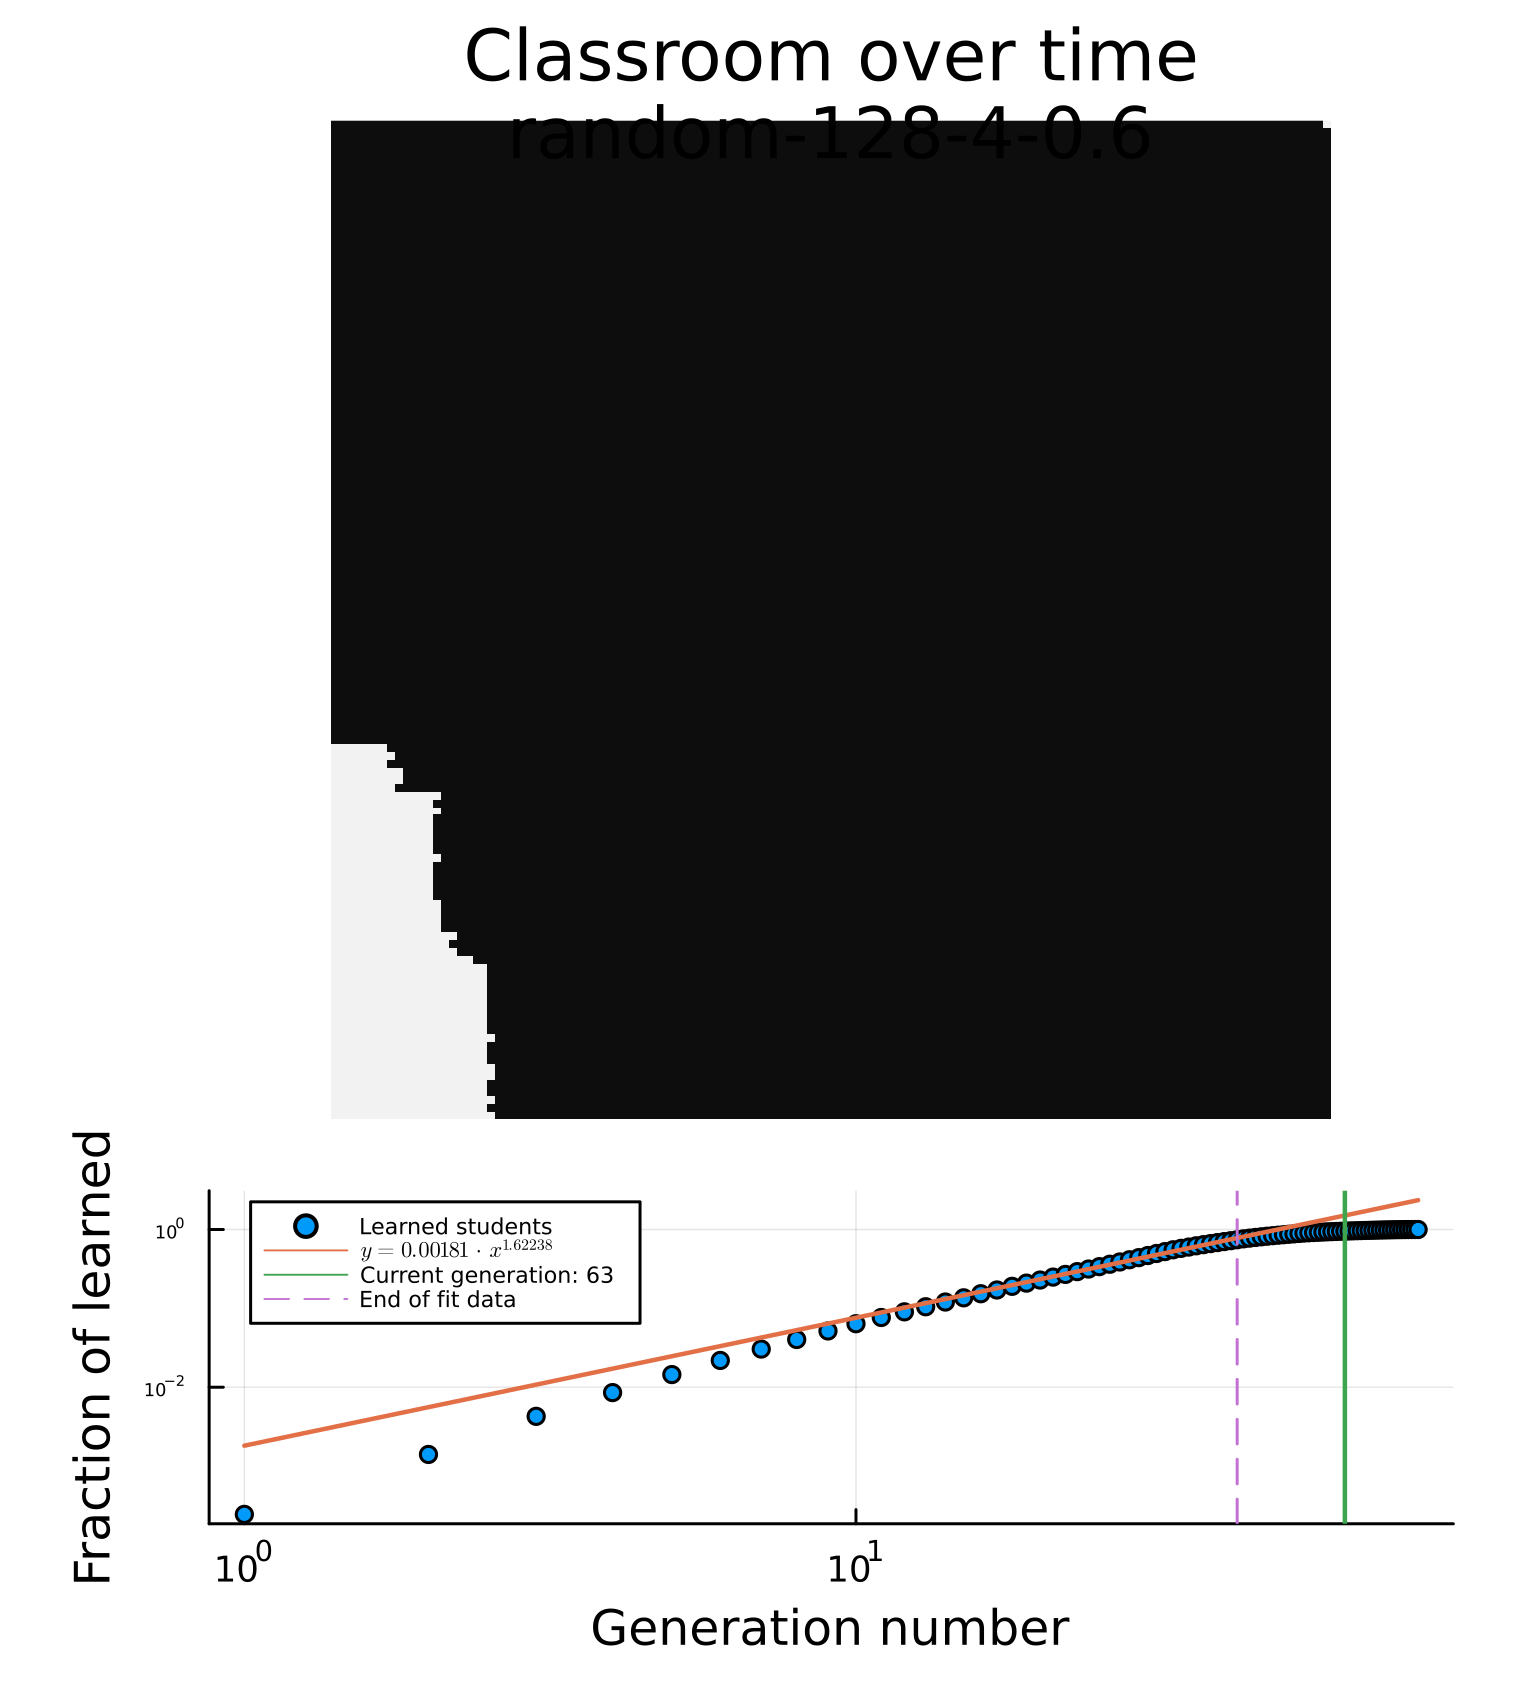 Classroom over time
random-128-4-0.6
Fraction of learned
10⁰
10⁻²
Learned students
y = 0.00181 · x^1.62238
Current generation: 63
End of fit data
10⁰
10¹
Generation number